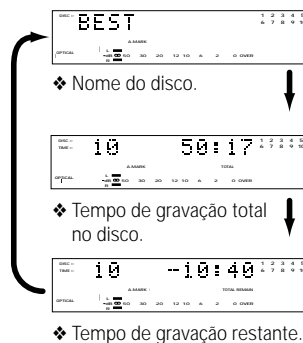 DISC BEST 1 2 3 4 5
6 7 8 9 10
A.MARK
OPTICAL L -dB ∞ 50 30 20 12 10 6 2 0 OVER
R
❖ Nome do disco.
DISC 1 2 3 4 5
TIME 10 50:17 6 7 8 9 10
A.MARK TOTAL
OPTICAL L -dB ∞ 50 30 20 12 10 6 2 0 OVER
R
❖ Tempo de gravação total
no disco.
DISC 1 2 3 4 5
TIME 10 -10:40 6 7 8 9 10
A.MARK TOTAL REMAIN
OPTICAL L -dB ∞ 50 30 20 12 10 6 2 0 OVER
R
❖ Tempo de gravação restante.